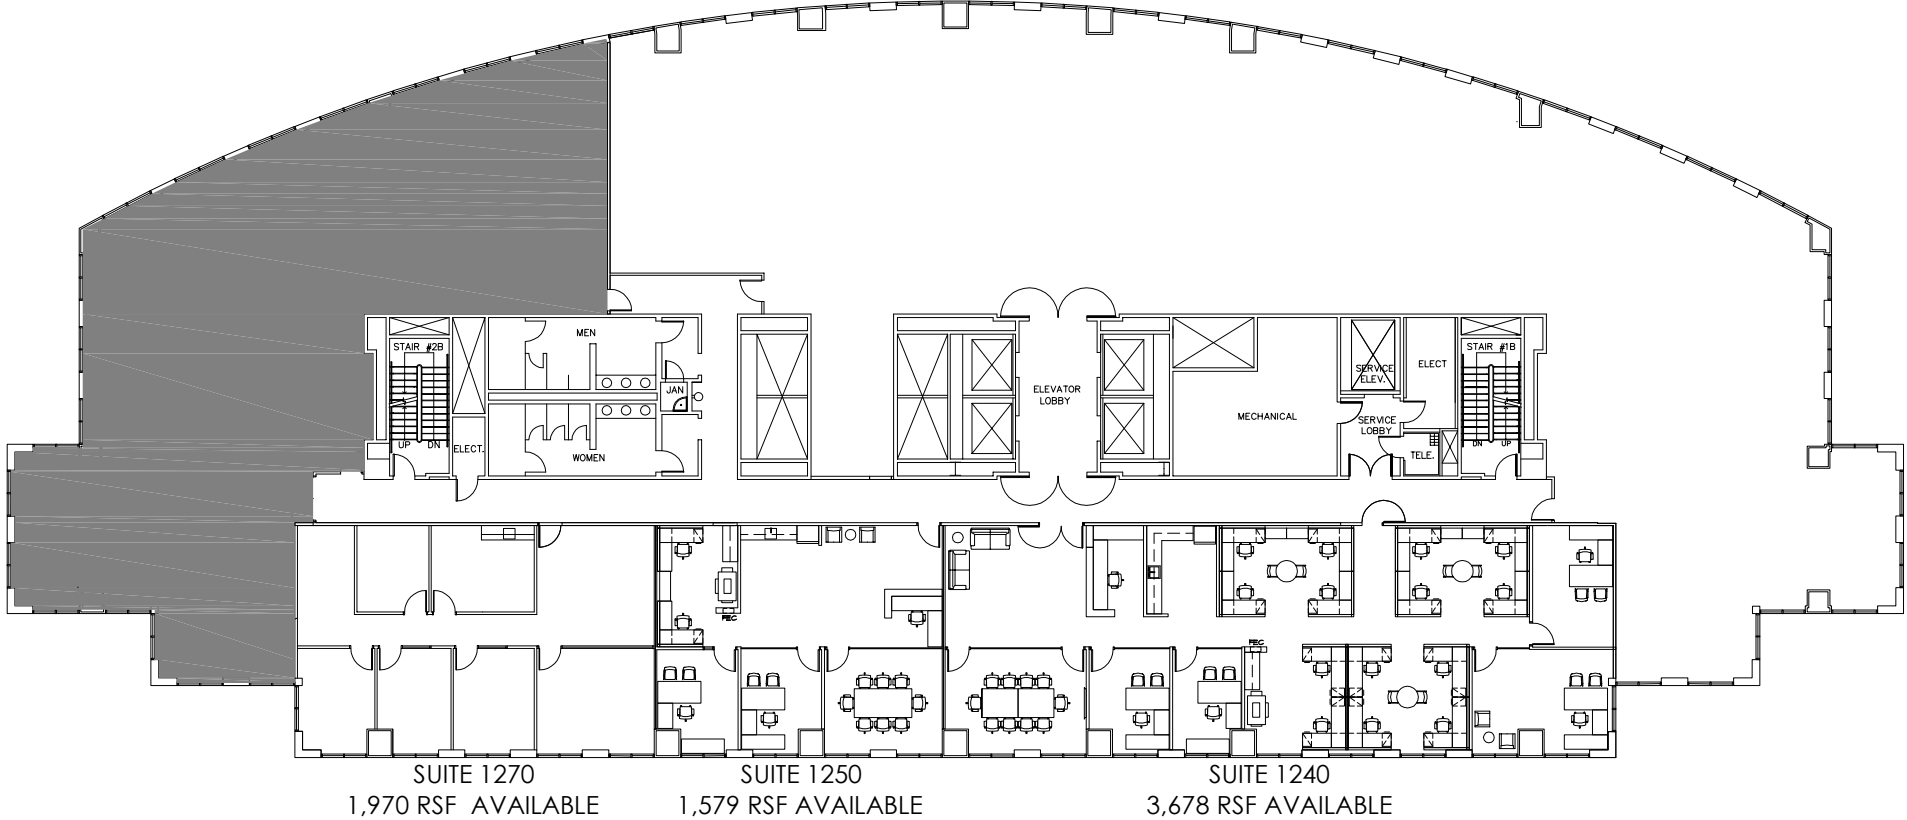 MEN
STAIR #2B
JAN
UP DN
ELECT.
WOMEN
ELEVATOR
LOBBY
MECHANICAL
SERVICE
ELEV.
ELECT
STAIR #1B
SERVICE
LOBBY
TELE.
DN UP
FEC
FEC
SUITE 1270
1,970 RSF AVAILABLE
SUITE 1250
1,579 RSF AVAILABLE
SUITE 1240
3,678 RSF AVAILABLE